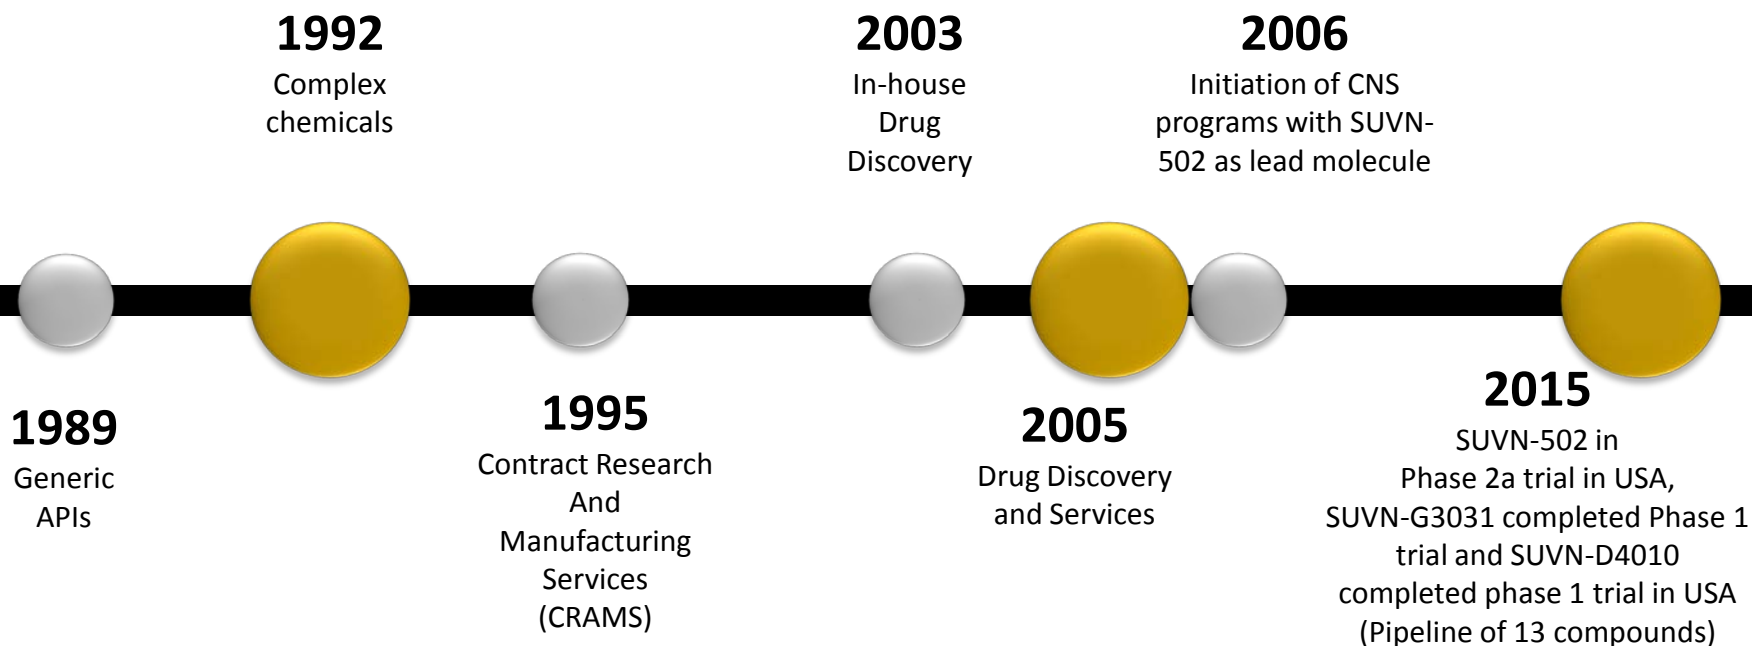 1992
Complex
chemicals
2003
In-house
Drug
Discovery
2006
Initiation of CNS
programs with SUVN-
502 as lead molecule
1989
Generic
APIs
1995
Contract Research
And
Manufacturing
Services
(CRAMS)
2005
Drug Discovery
and Services
2015
SUVN-502 in
Phase 2a trial in USA,
SUVN-G3031 completed Phase 1
trial and SUVN-D4010
completed phase 1 trial in USA
(Pipeline of 13 compounds)